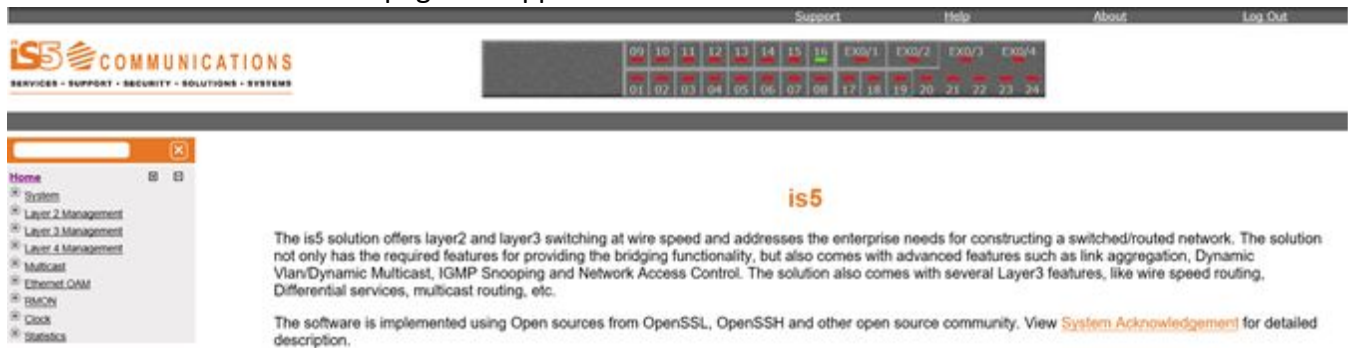 Support Help About Log Out
iS5 COMMUNICATIONS
SERVICES • SUPPORT • SECURITY • SOLUTIONS • SYSTEMS
09 10 11 12 13 14 15 16 EX0/1 EX0/2 EX0/3 EX0/4
01 02 03 04 05 06 07 08 17 18 19 20 21 22 23 24
Home
System
Layer 2 Management
Layer 3 Management
Layer 4 Management
Multicast
Ethernet OAM
RMON
Clock
Statistics
is5
The is5 solution offers layer2 and layer3 switching at wire speed and addresses the enterprise needs for constructing a switched/routed network. The solution
not only has the required features for providing the bridging functionality, but also comes with advanced features such as link aggregation, Dynamic
Vlan/Dynamic Multicast, IGMP Snooping and Network Access Control. The solution also comes with several Layer3 features, like wire speed routing,
Differential services, multicast routing, etc.
The software is implemented using Open sources from OpenSSL, OpenSSH and other open source community. View System Acknowledgement for detailed
description.